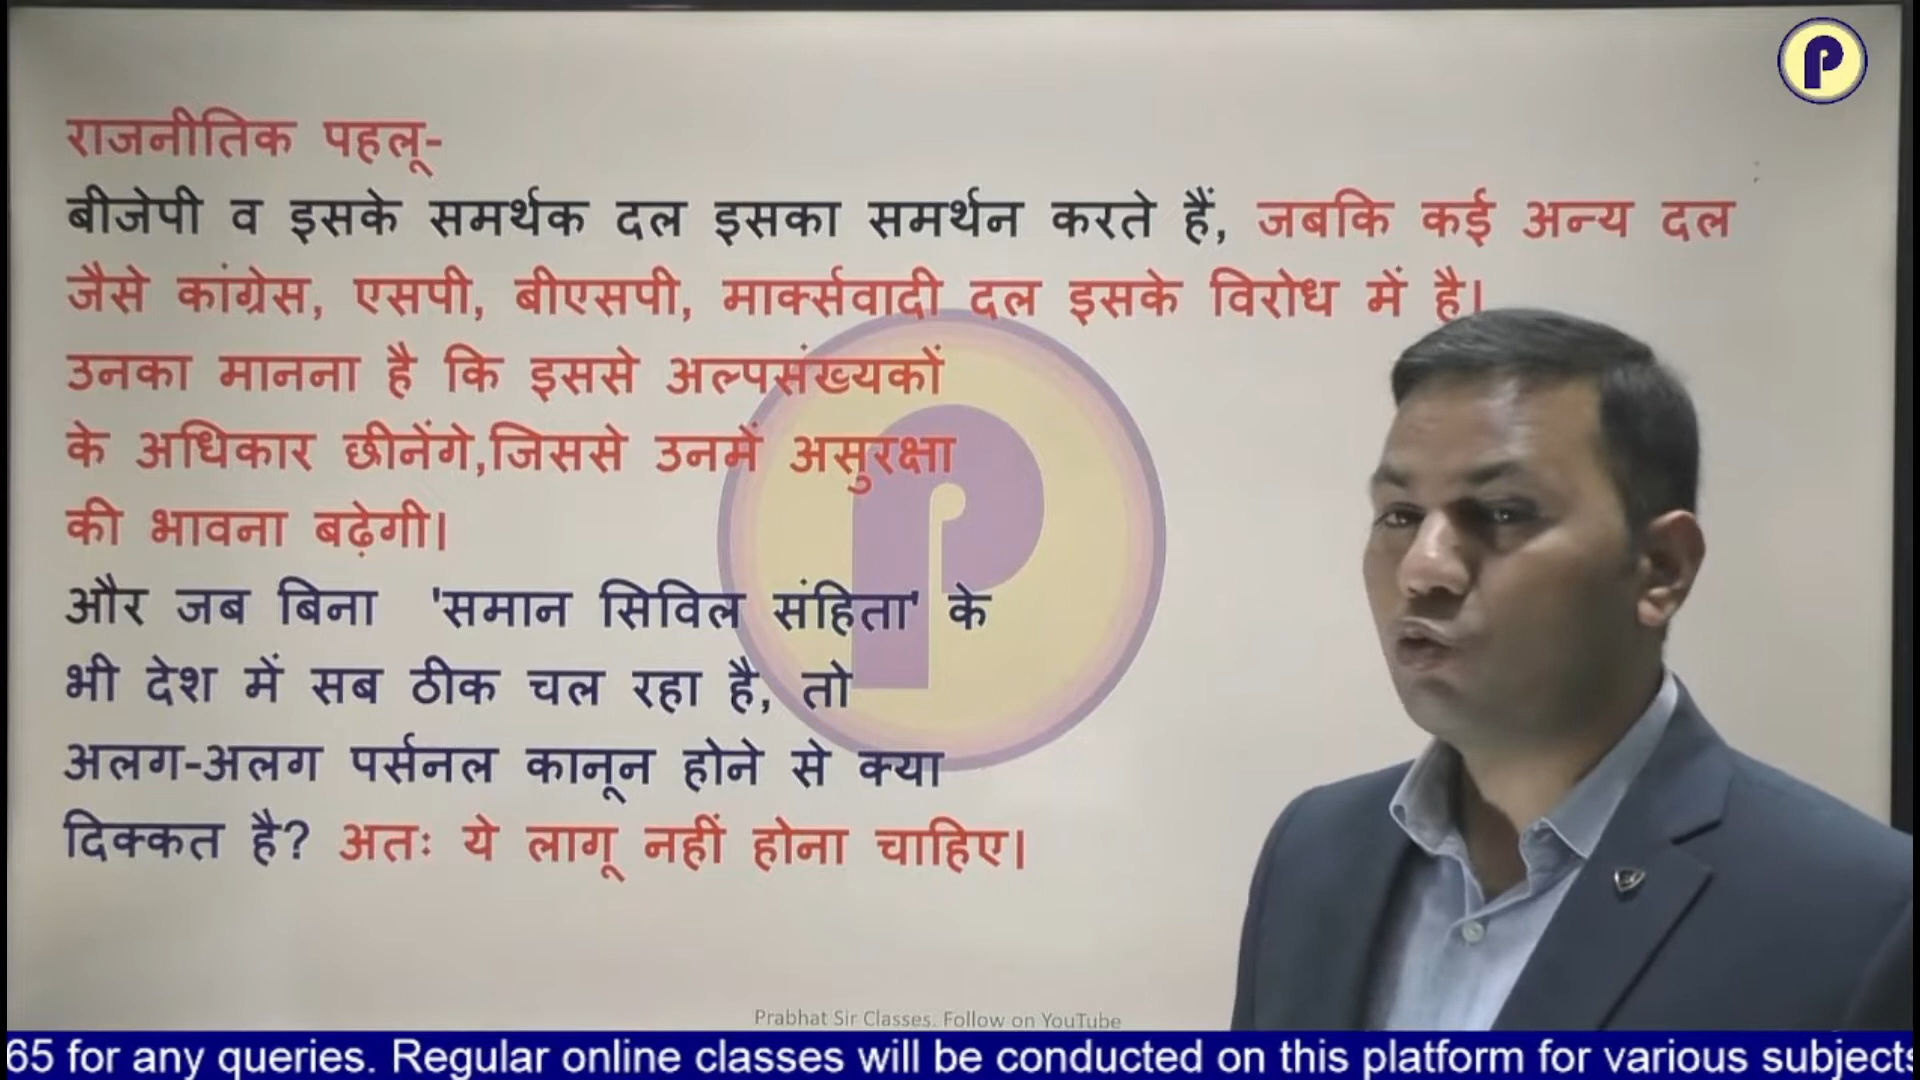 राजनीतिक पहलू-
बीजेपी व इसके समर्थक दल इसका समर्थन करते हैं, जबकि कई अन्य दल
जैसे कांग्रेस, एसपी, बीएसपी, मार्क्सवादी दल इसके विरोध में है।
उनका मानना है कि इससे अल्पसंख्यकों
के अधिकार छीनेंगे,जिससे उनमें असुरक्षा
की भावना बढ़ेगी।
और जब बिना 'समान सिविल संहिता' के
भी देश में सब ठीक चल रहा है, तो
अलग-अलग पर्सनल कानून होने से क्या
दिक्कत है? अतः ये लागू नहीं होना चाहिए।
Prabhat Sir Classes. Follow on YouTube
65 for any queries. Regular online classes will be conducted on this platform for various subjects